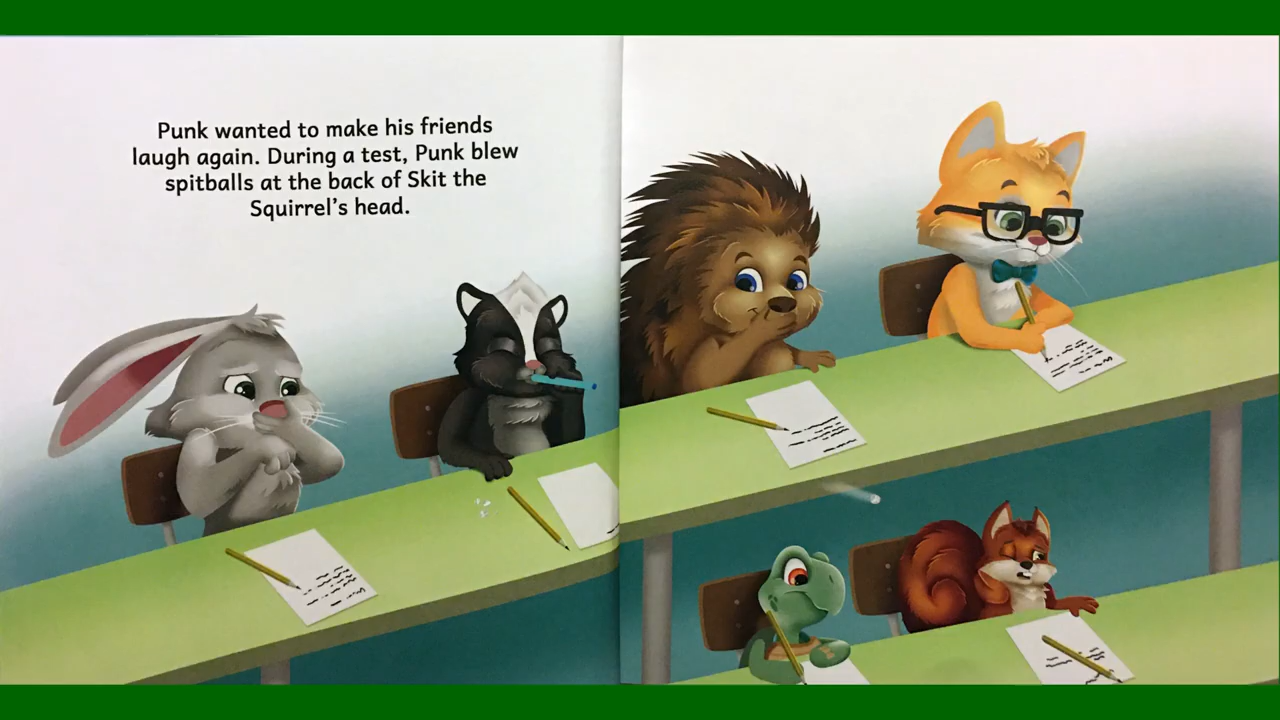 Punk wanted to make his friends
laugh again. During a test, Punk blew
spitballs at the back of Skit the
Squirrel's head.